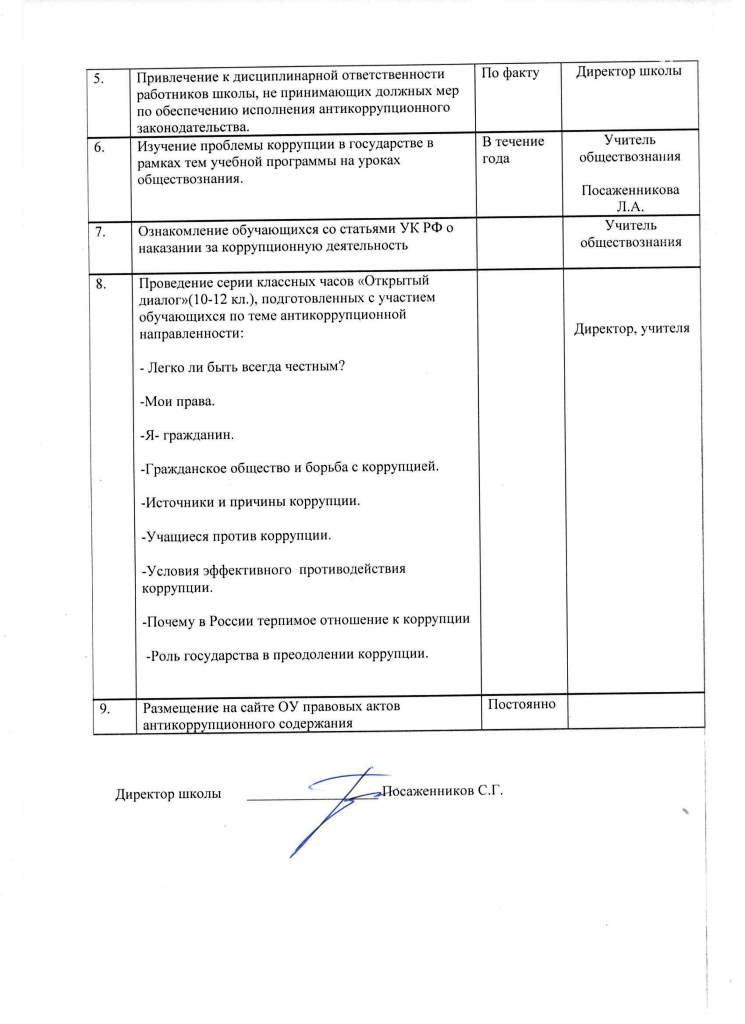 5. Привлечение к дисциплинарной ответственности По факту Директор школы
работников школы, не принимающих должных мер
по обеспечению исполнения антикоррупционного
законодательства.
6. Изучение проблемы коррупции в государстве в В течение Учитель
рамках тем учебной программы на уроках года обществознания
обществознания.
Посаженникова
Л.А.
7. Ознакомление обучающихся со статьями УК РФ о Учитель
наказании за коррупционную деятельность обществознания
8. Проведение серии классных часов «Открытый
диалог»(10-12 кл.), подготовленных с участием
обучающихся по теме антикоррупционной
направленности: Директор, учителя
- Легко ли быть всегда честным?
-Мои права.
-Я- гражданин.
-Гражданское общество и борьба с коррупцией.
-Источники и причины коррупции.
-Учащиеся против коррупции.
-Условия эффективного противодействия
коррупции.
-Почему в России терпимое отношение к коррупции
-Роль государства в преодолении коррупции.
9. Размещение на сайте ОУ правовых актов Постоянно
антикоррупционного содержания
Директор школы Посаженников С.Г.